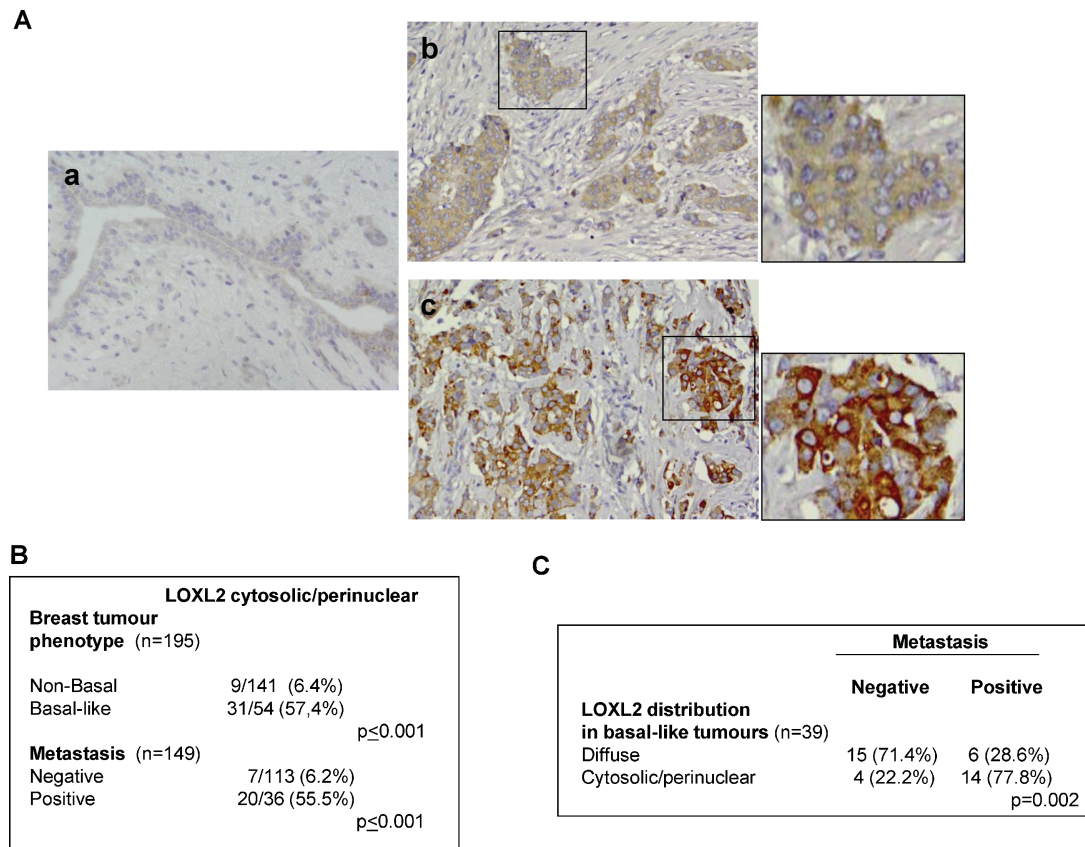 A
a
b
c
B
LOXL2 cytosolic/perinuclear
Breast tumour
phenotype (n=195)
Non-Basal 9/141 (6.4%)
Basal-like 31/54 (57,4%)
p≤0.001
Metastasis (n=149)
Negative 7/113 (6.2%)
Positive 20/36 (55.5%)
p≤0.001
C
Metastasis
Negative Positive
LOXL2 distribution
in basal-like tumours (n=39)
Diffuse 15 (71.4%) 6 (28.6%)
Cytosolic/perinuclear 4 (22.2%) 14 (77.8%)
p=0.002